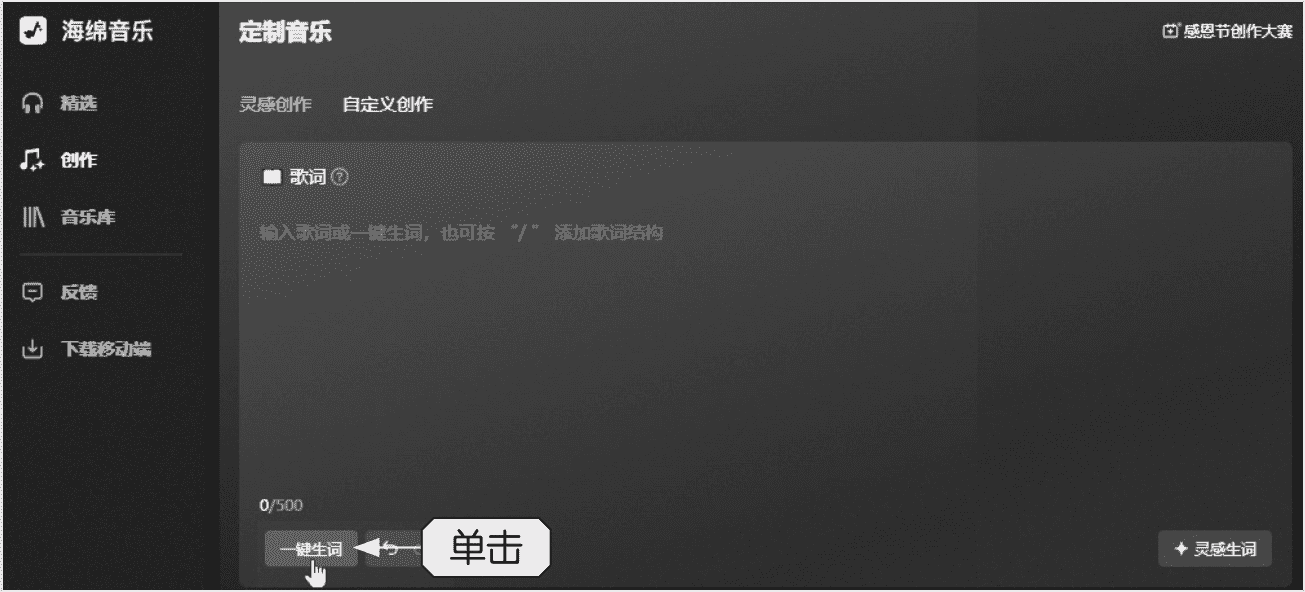 海绵音乐
精选
创作
音乐库
反馈
下载移动端
定制音乐
感恩节创作大赛
灵感创作 自定义创作
歌词
输入歌词或一键生词，也可按 “/” 添加歌词结构
0/500
一键生词
单击
灵感生词